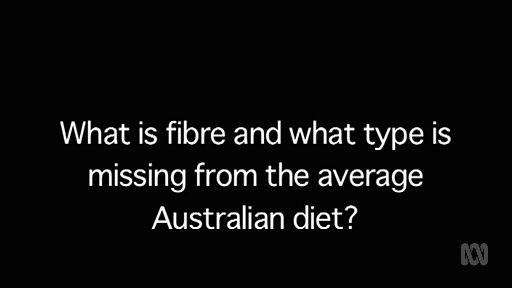 What is fibre and what type is
missing from the average
Australian diet?